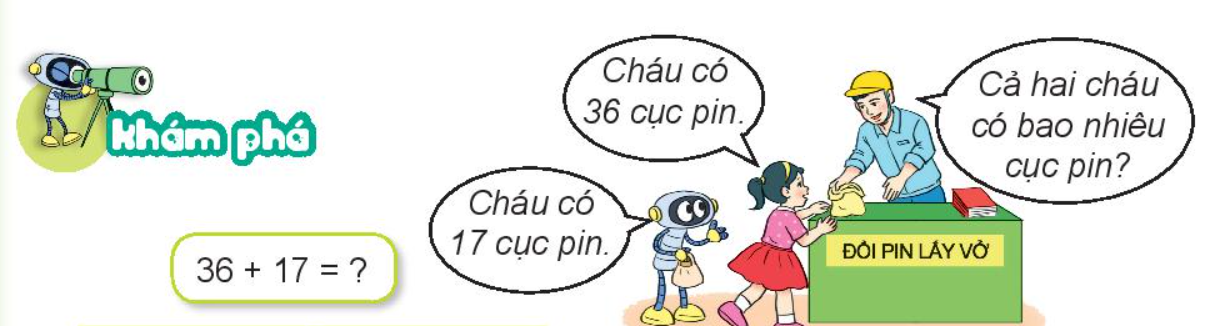 Khám phá
Cháu có
36 cục pin.
Cả hai cháu
có bao nhiêu
cục pin?
Cháu có
17 cục pin.
36 + 17 = ?
ĐỔI PIN LẤY VỞ